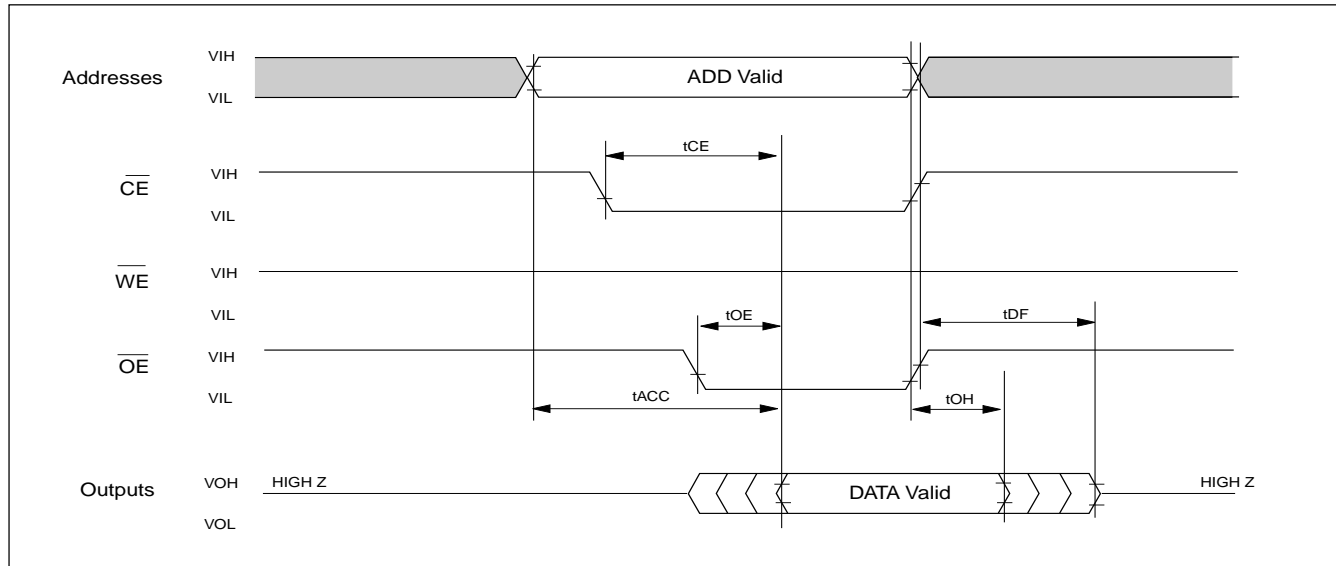 VIH
Addresses
ADD Valid
VIL
tCE
VIH
CE
VIL
VIH
WE
VIL
tOE
tDF
VIH
OE
VIL
tACC
tOH
VOH
HIGH Z
HIGH Z
Outputs
DATA Valid
VOL